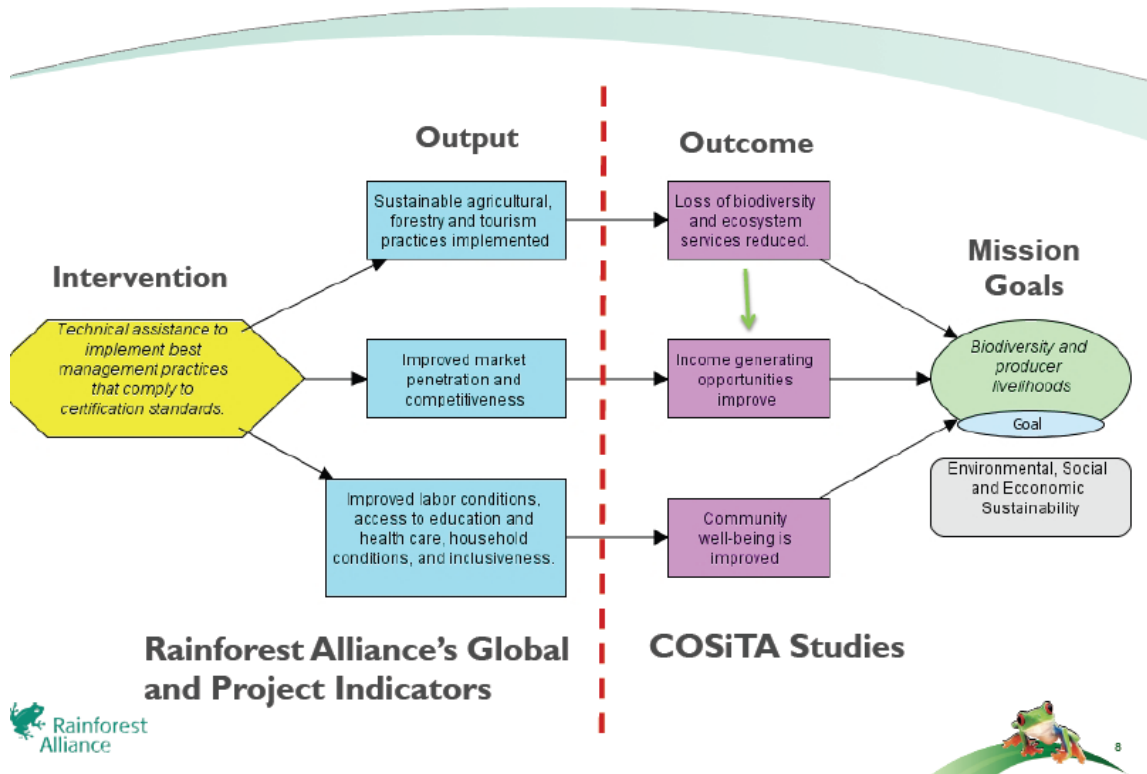 Output
Outcome
Sustainable agricultural,
forestry and tourism
practices implemented
Loss of biodiversity
and ecosystem
services reduced.
Intervention
Mission
Goals
Technical assistance to
implement best
management practices
that comply to
certification standards.
Improved market
penetration and
competitiveness
Income generating
opportunities
improve
Biodiversity and
producer
livelihoods
Goal
Environmental, Social
and Ecconomic
Sustainability
Improved labor conditions,
access to education and
health care, household
conditions, and inclusiveness.
Community
well-being is
improved
Rainforest Alliance's Global
and Project Indicators
COSiTA Studies
Rainforest
Alliance
8